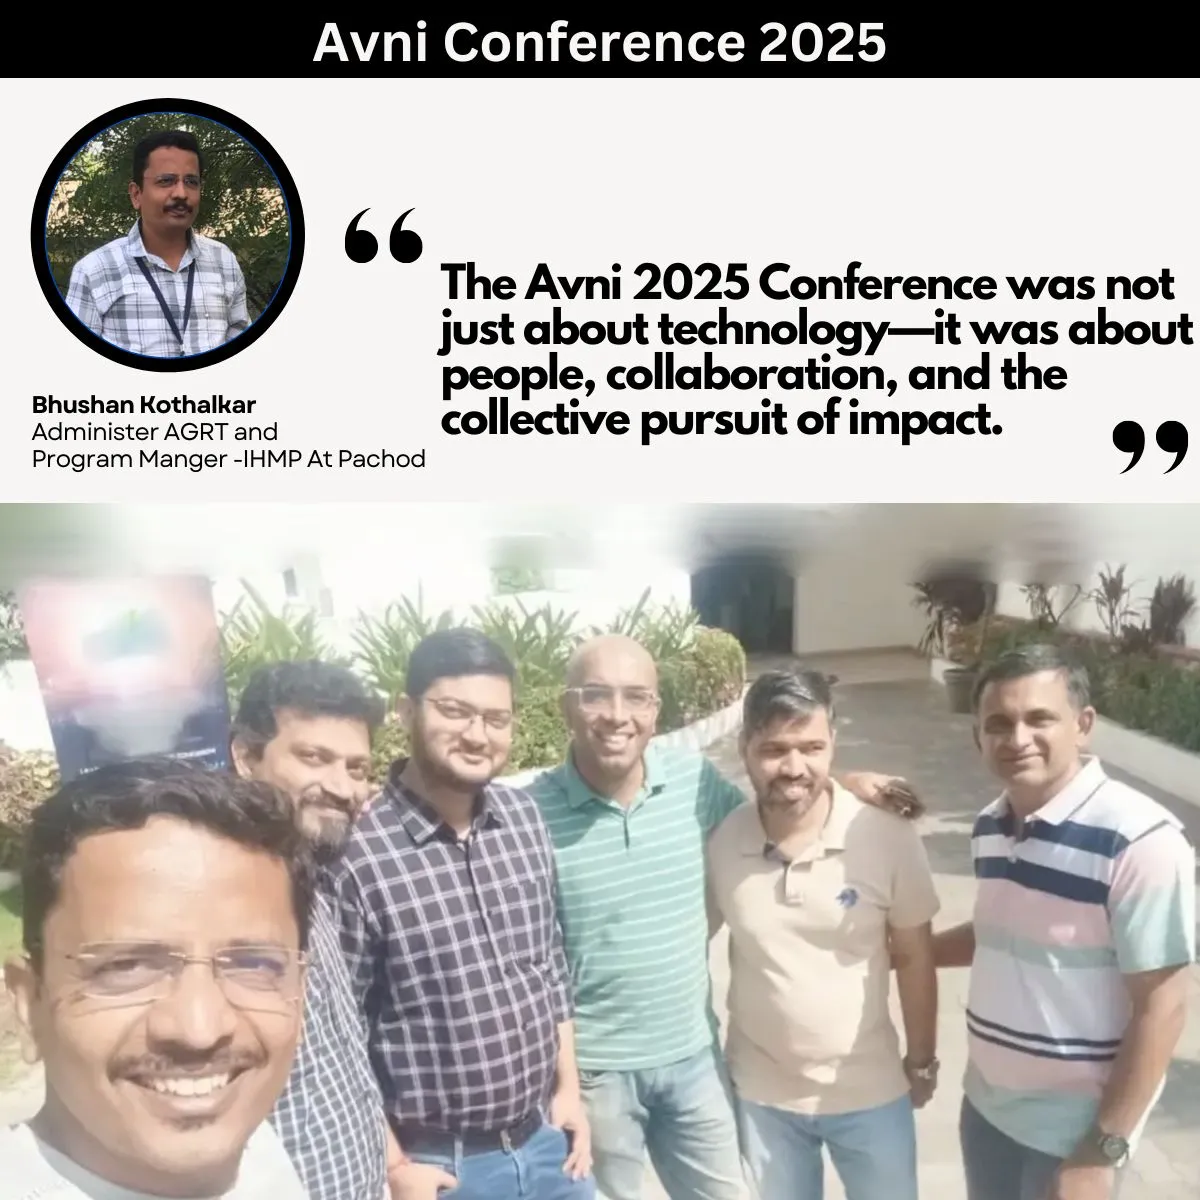 Avni Conference 2025
“
The Avni 2025 Conference was not
just about technology—it was about
people, collaboration, and the
collective pursuit of impact.
”
Bhushan Kothalkar
Administer AGRT and
Program Manger -IHMP At Pachod